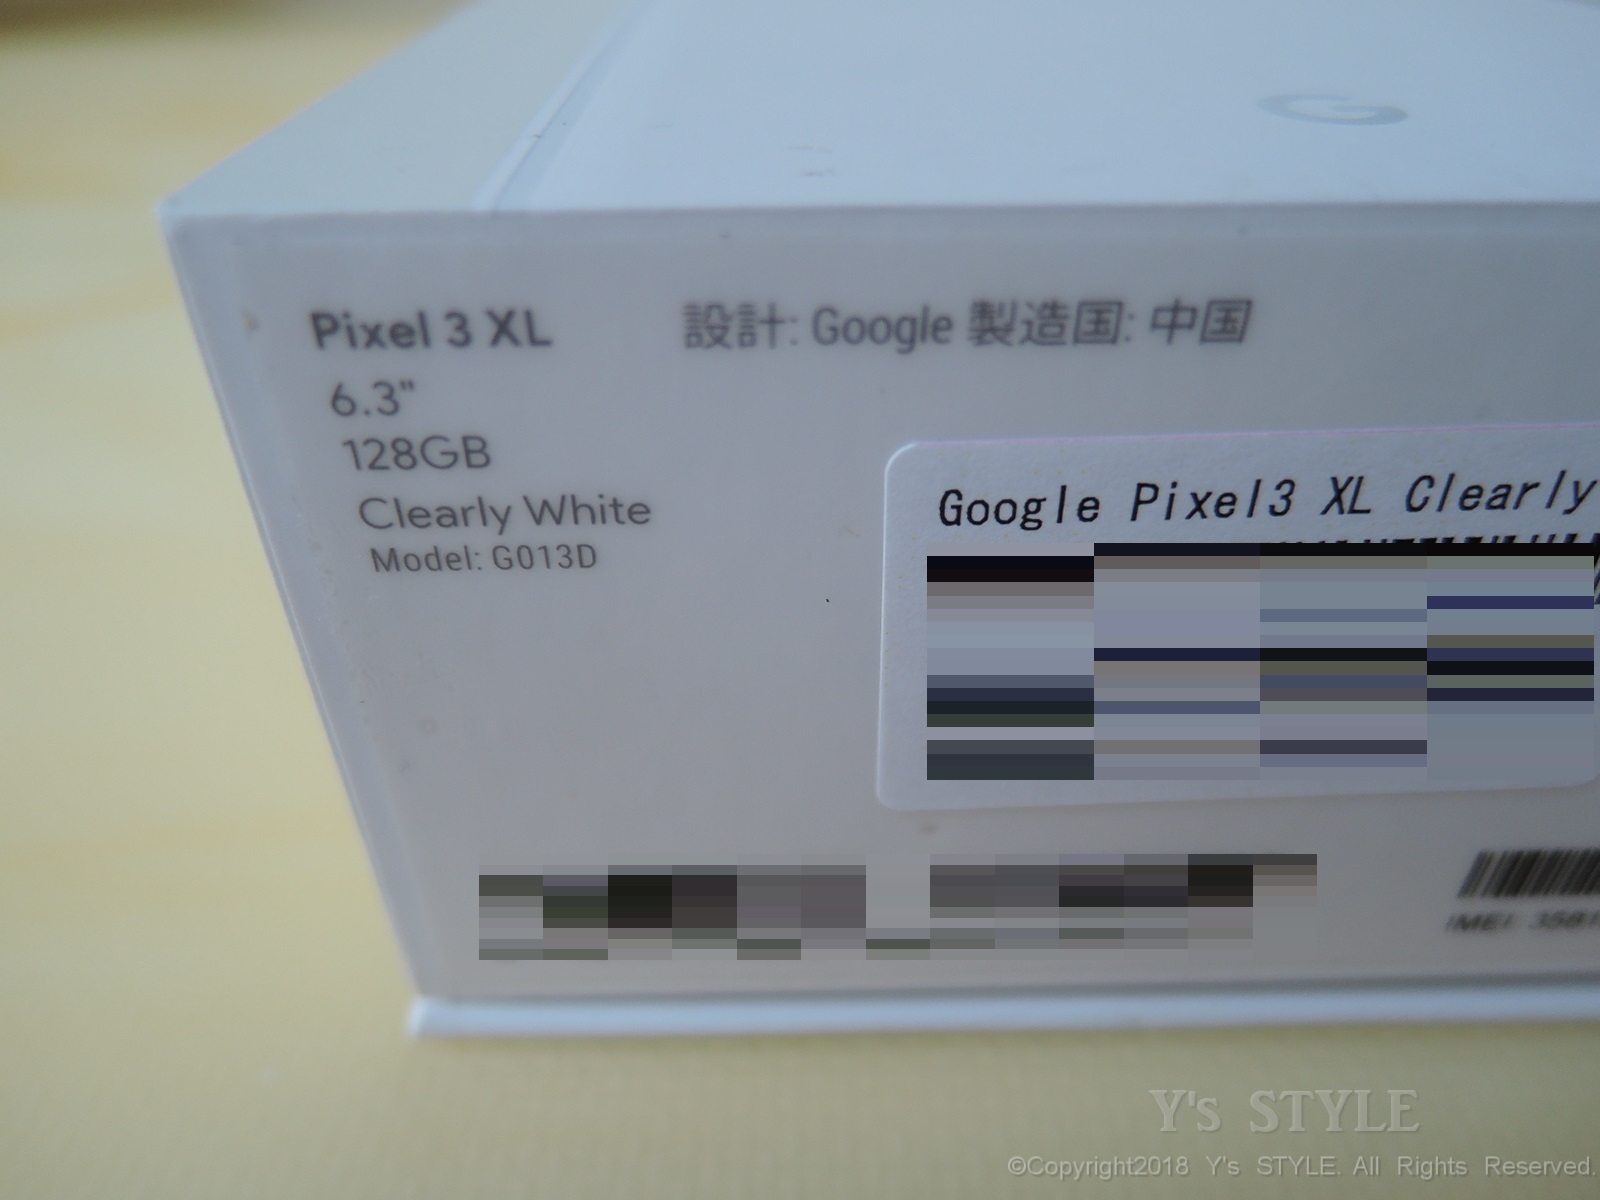 G
Pixel 3 XL
設計: Google 製造国: 中国
6.3"
128GB
Clearly White
Model: G013D
Google Pixel3 XL Clearly
IMEI:
Y's STYLE
©Copyright2018 Y's STYLE. All Rights Reserved.